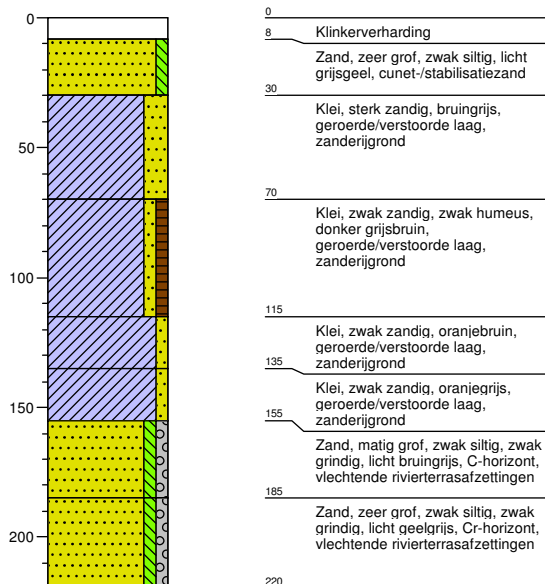 0
50
100
150
200
0
Klinkerverharding
8
Zand, zeer grof, zwak siltig, licht
grijsgeel, cunet-/stabilisatiezand
30
Klei, sterk zandig, bruingrijs,
geroerde/verstoorde laag,
zanderijgrond
70
Klei, zwak zandig, zwak humeus,
donker grijsbruin,
geroerde/verstoorde laag,
zanderijgrond
115
Klei, zwak zandig, oranjebruin,
geroerde/verstoorde laag,
zanderijgrond
135
Klei, zwak zandig, oranjegrijs,
geroerde/verstoorde laag,
zanderijgrond
155
Zand, matig grof, zwak siltig, zwak
grindig, licht bruingrijs, C-horizont,
vlechtende rivierterrasafzettingen
185
Zand, zeer grof, zwak siltig, zwak
grindig, licht geelgrijs, Cr-horizont,
vlechtende rivierterrasafzettingen
220